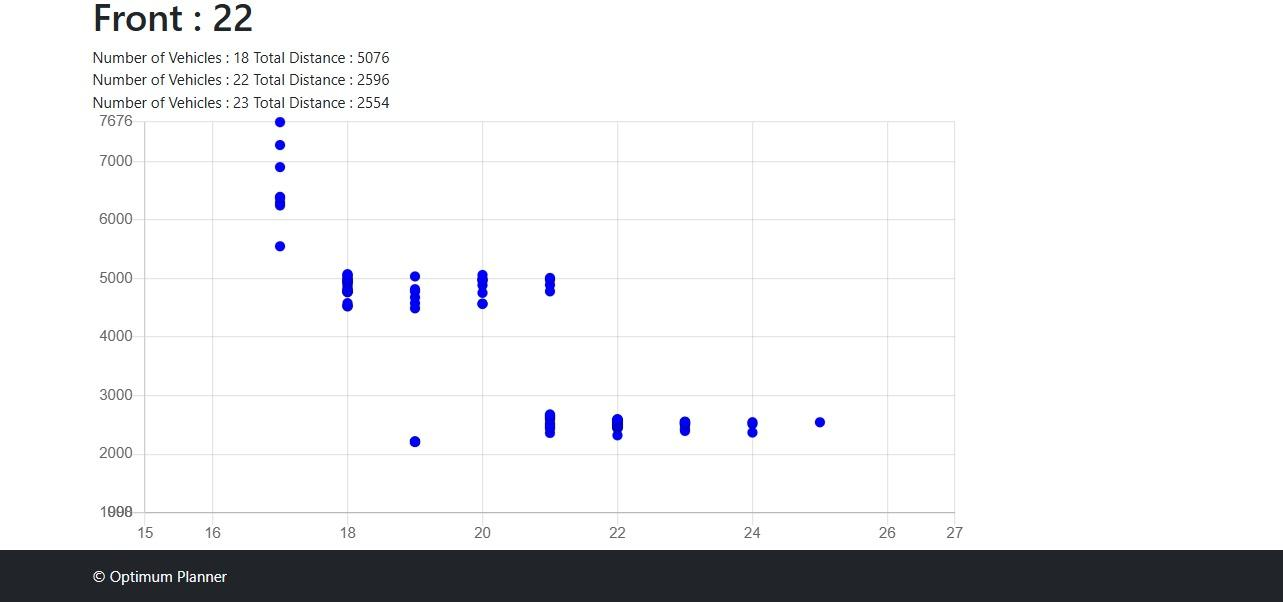 Front : 22
Number of Vehicles : 18 Total Distance : 5076
Number of Vehicles : 22 Total Distance : 2596
Number of Vehicles : 23 Total Distance : 2554
7676
7000
6000
5000
4000
3000
2000
15 16 18 20 22 24 26 27
© Optimum Planner